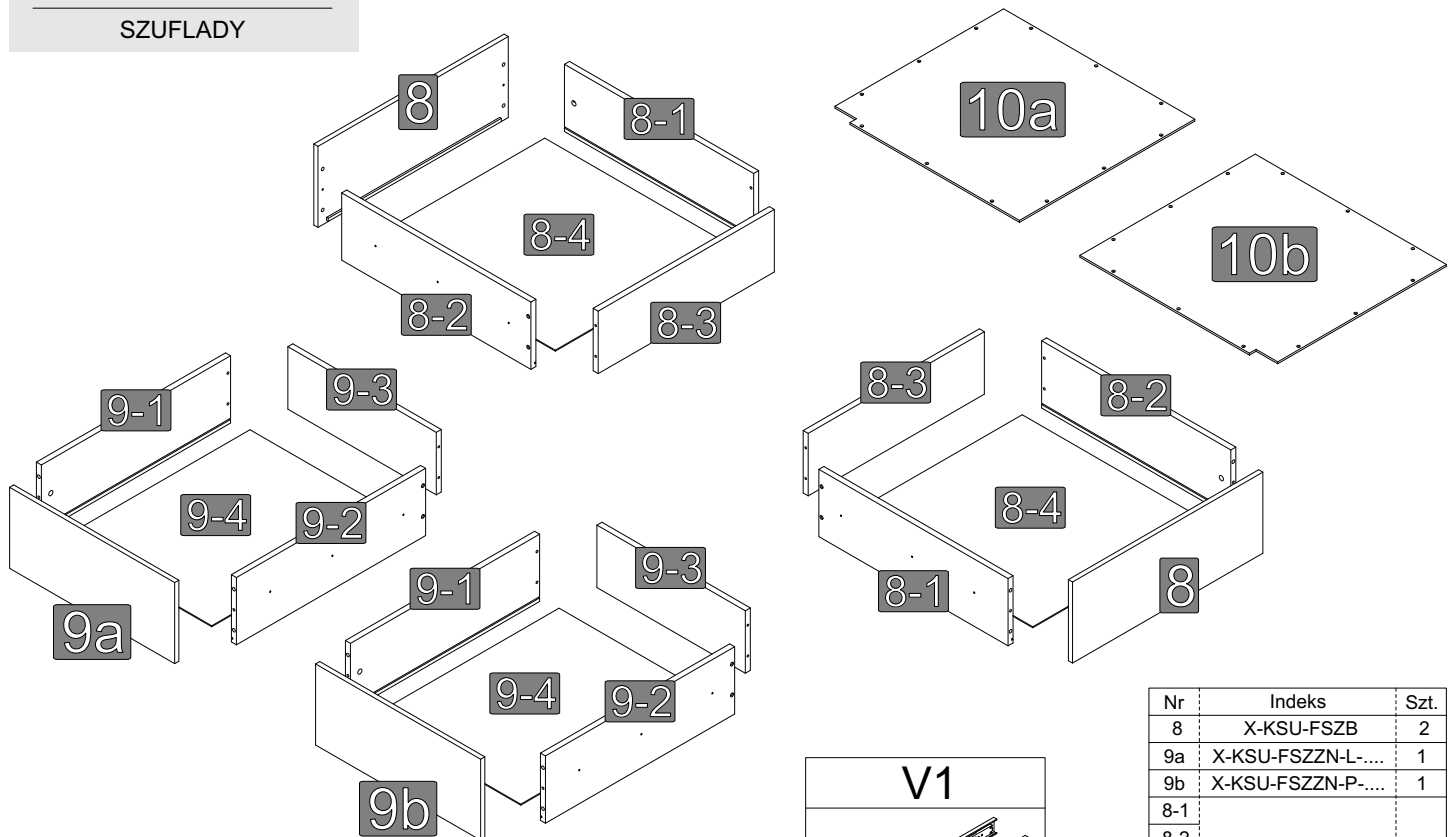 SZUFLADY
8
8-1
10a
8-4
10b
8-2
8-3
9-1
9-3
8-3
8-2
9-4
9-2
8-4
9-1
9-3
8-1
8
9a
9-4
9-2
9b
V1
Nr Indeks Szt.
8 X-KSU-FSZB 2
9a X-KSU-FSZZN-L-.... 1
9b X-KSU-FSZZN-P-.... 1
8-1
8-2